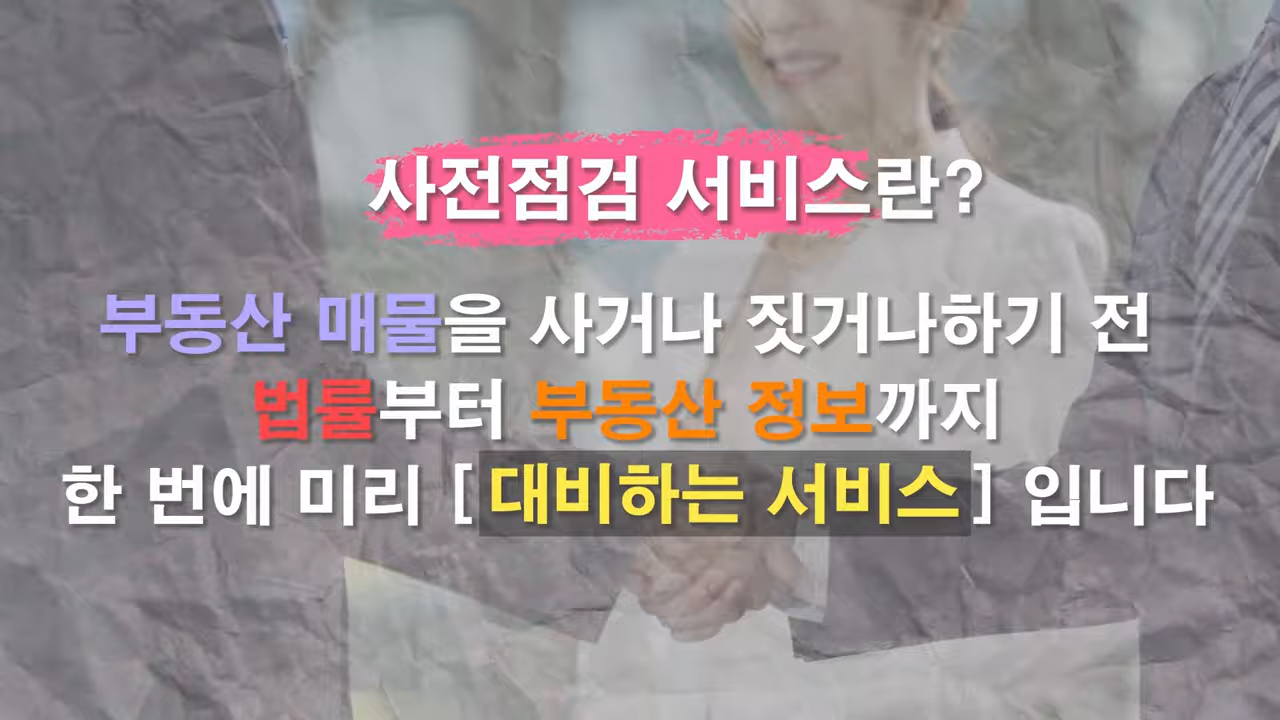 사전점검 서비스란?
부동산 매물을 사거나 짓거나하기 전
법률부터 부동산 정보까지
한 번에 미리 [ 대비하는 서비스 ] 입니다